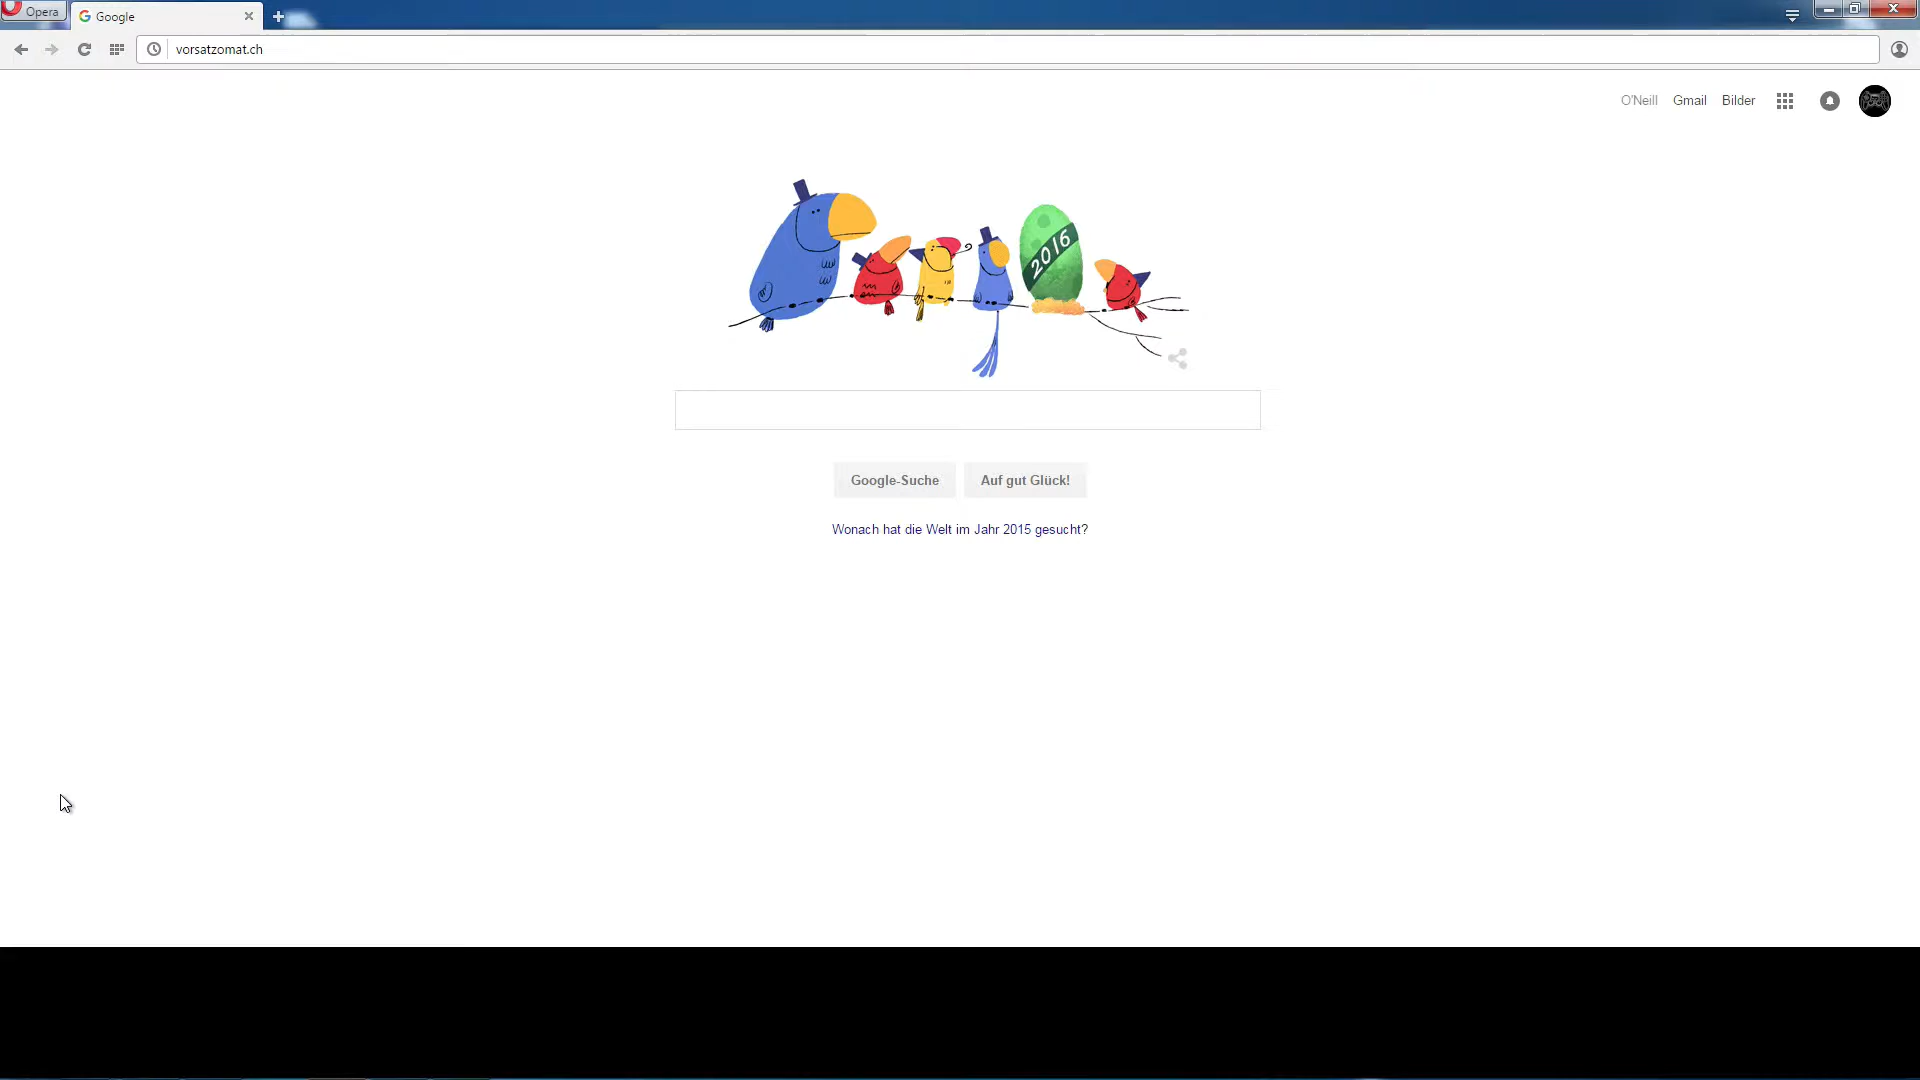 Opera
Google
vorsatzomat.ch
O'Neill Gmail Bilder
2016
Google-Suche Auf gut Glück!
Wonach hat die Welt im Jahr 2015 gesucht?